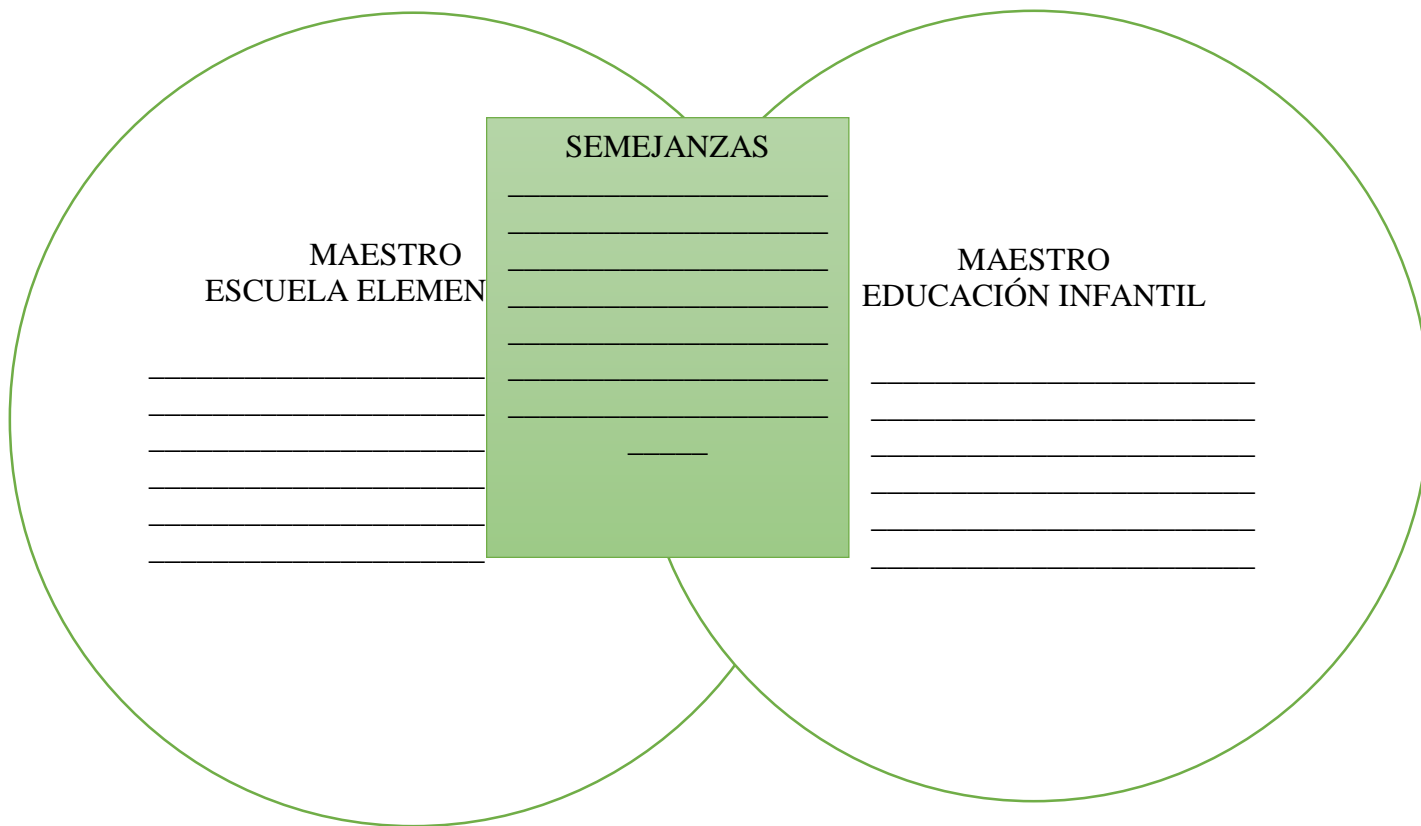 SEMEJANZAS
MAESTRO
ESCUELA ELEMEN
MAESTRO
EDUCACIÓN INFANTIL